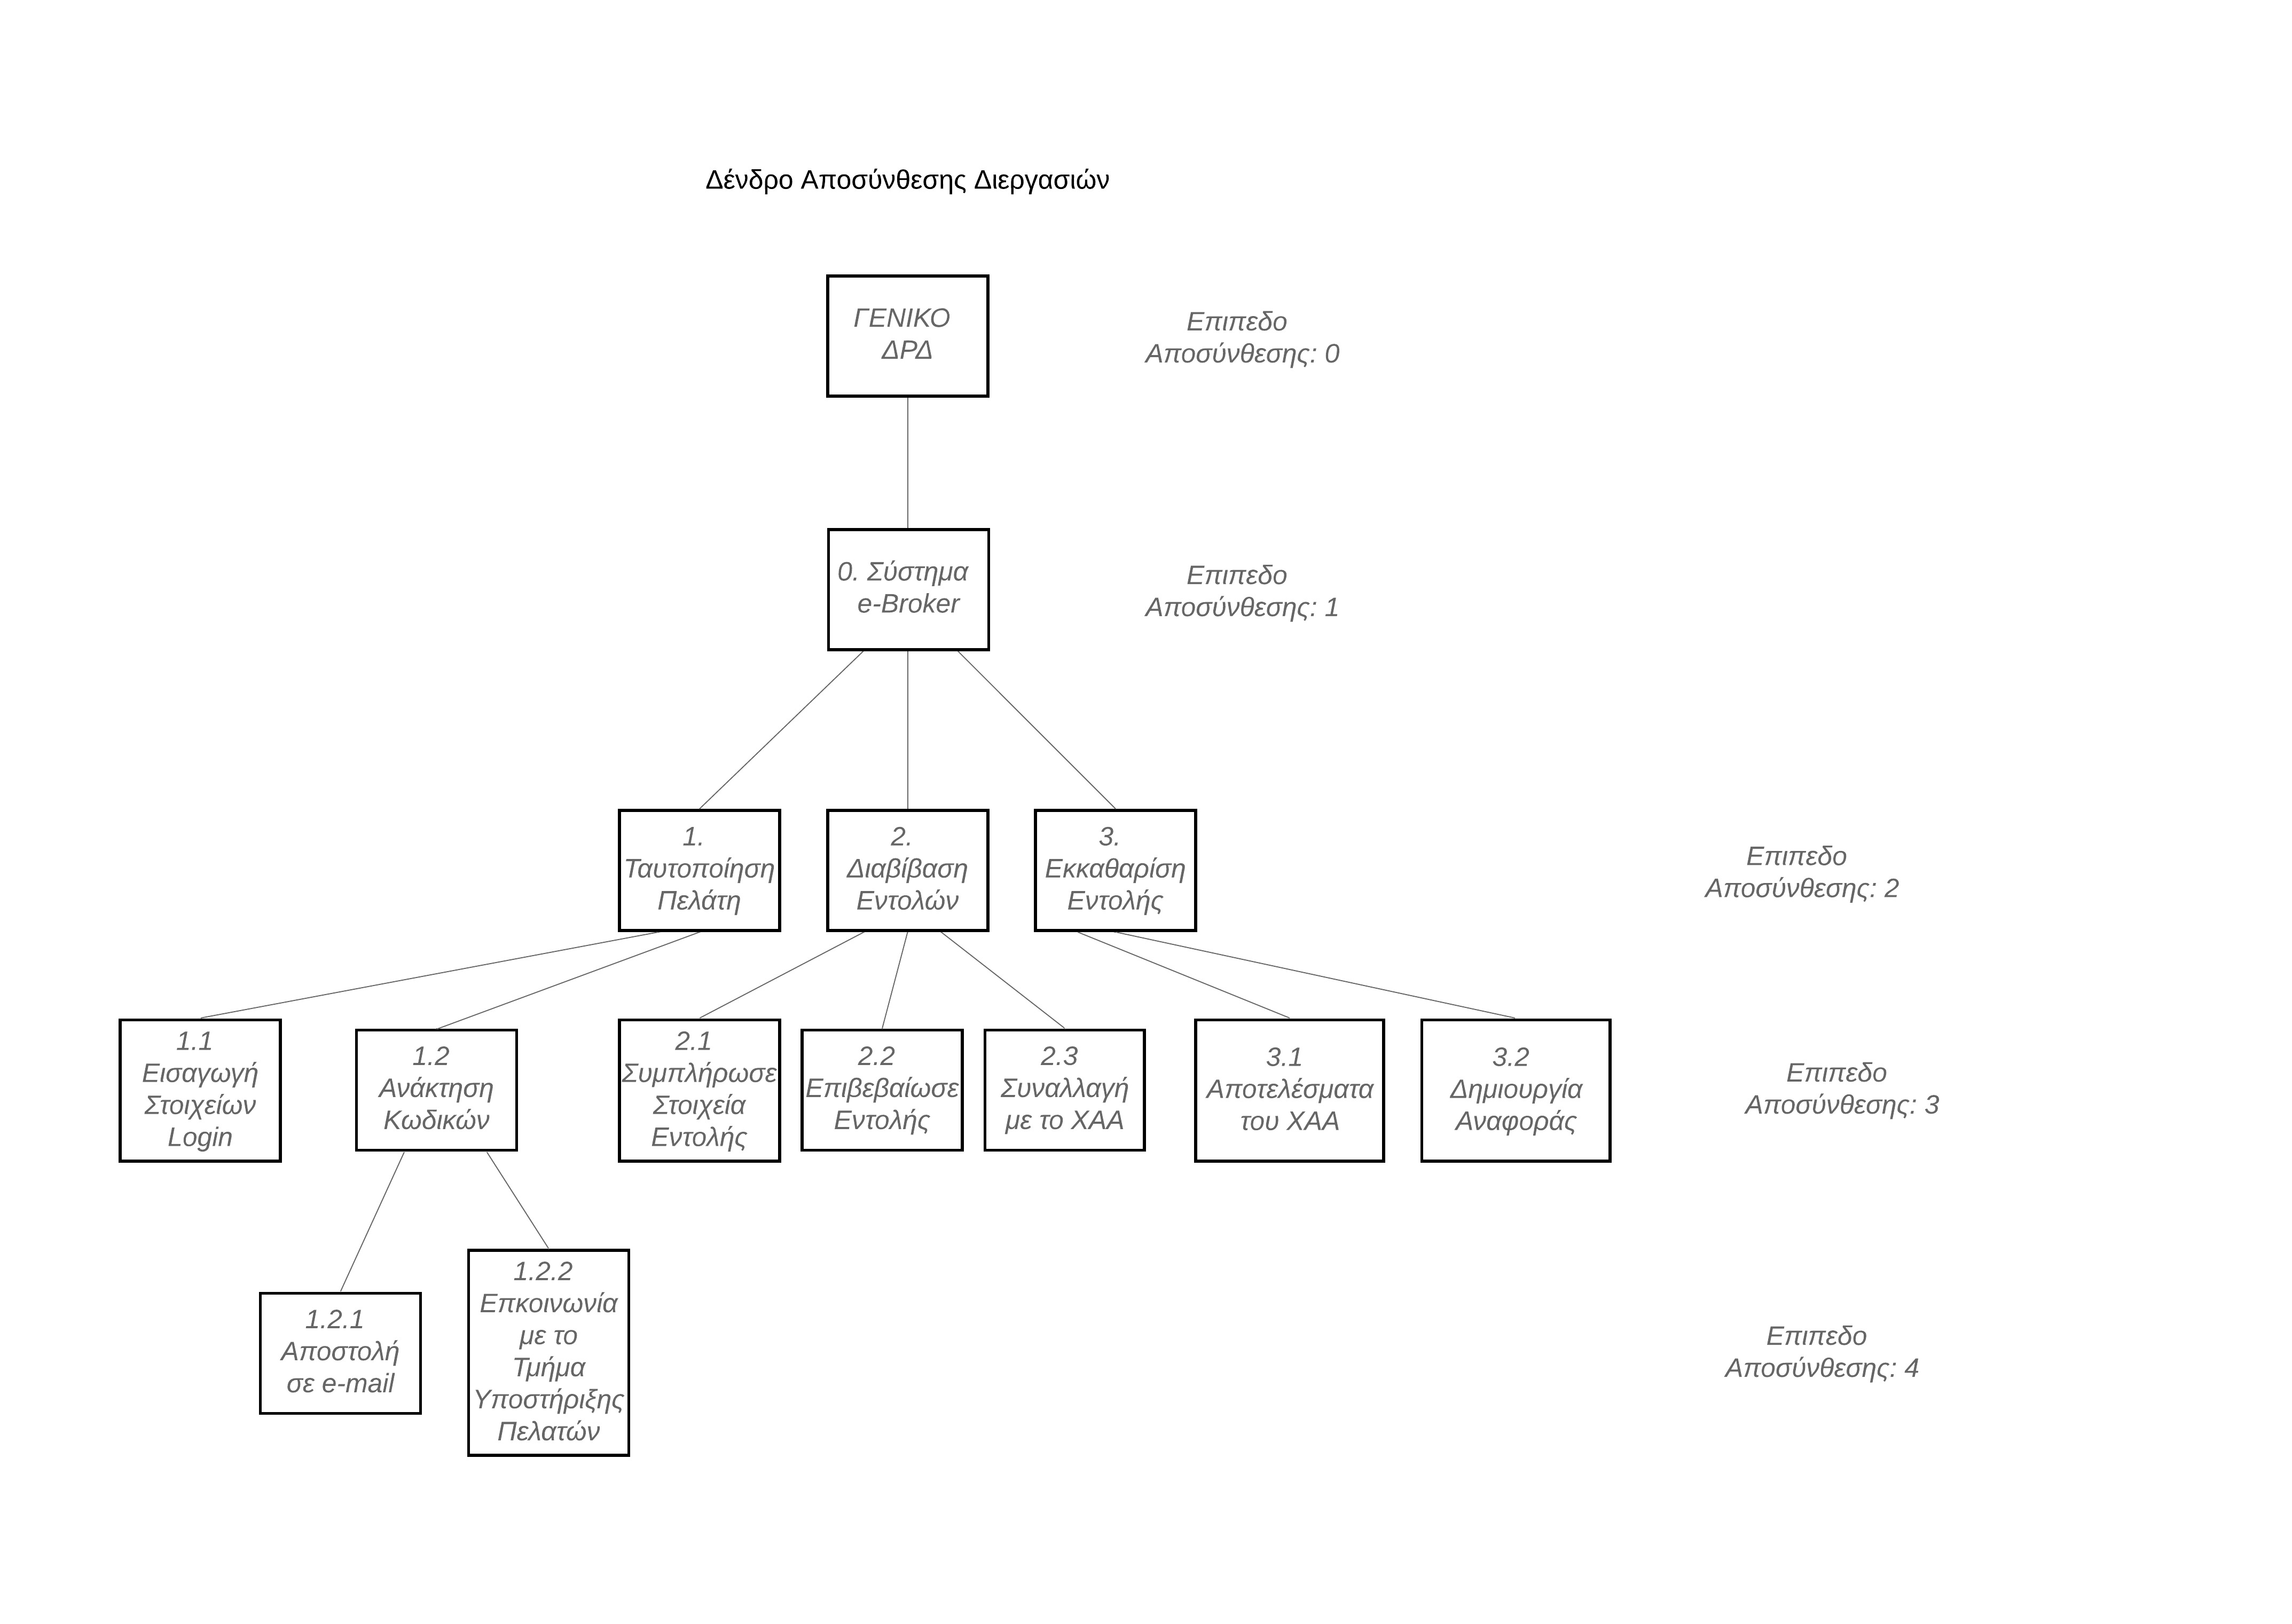 Δένδρο Αποσύνθεσης Διεργασιών
ΓΕΝΙΚΟ
ΔΡΔ
Επιπεδο
Αποσύνθεσης: 0
0. Σύστημα
e-Broker
Επιπεδο
Αποσύνθεσης: 1
1.
Ταυτοποίηση
Πελάτη
2.
Διαβίβαση
Εντολών
3.
Εκκαθαρίση
Εντολής
Επιπεδο
Αποσύνθεσης: 2
1.1
Εισαγωγή
Στοιχείων
Login
1.2
Ανάκτηση
Κωδικών
2.1
Συμπλήρωσε
Στοιχεία
Εντολής
2.2
Επιβεβαίωσε
Εντολής
2.3
Συναλλαγή
με το ΧΑΑ
3.1
Αποτελέσματα
του ΧΑΑ
3.2
Δημιουργία
Αναφοράς
Επιπεδο
Αποσύνθεσης: 3
1.2.1
Αποστολή
σε e-mail
1.2.2
Επκοινωνία
με το
Τμήμα
Υποστήριξης
Πελατών
Επιπεδο
Αποσύνθεσης: 4